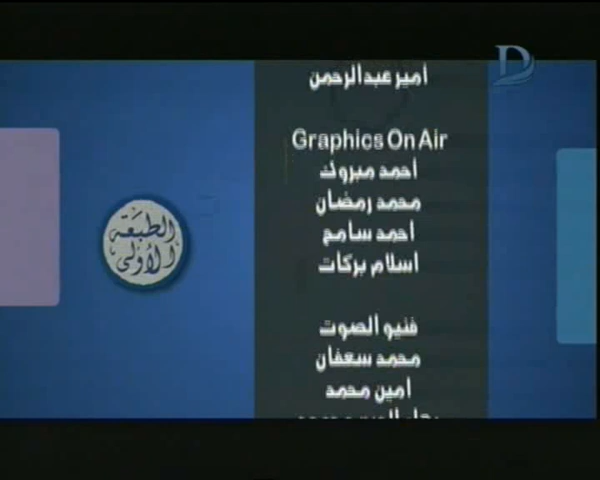 D
أمير عبدالرحمن
Graphics On Air
أحمد مبروك
محمد رمضان
أحمد سامح
اسلام بركات
فنيو الصوت
محمد سعفان
أمين محمد
الطبعة
الأولى